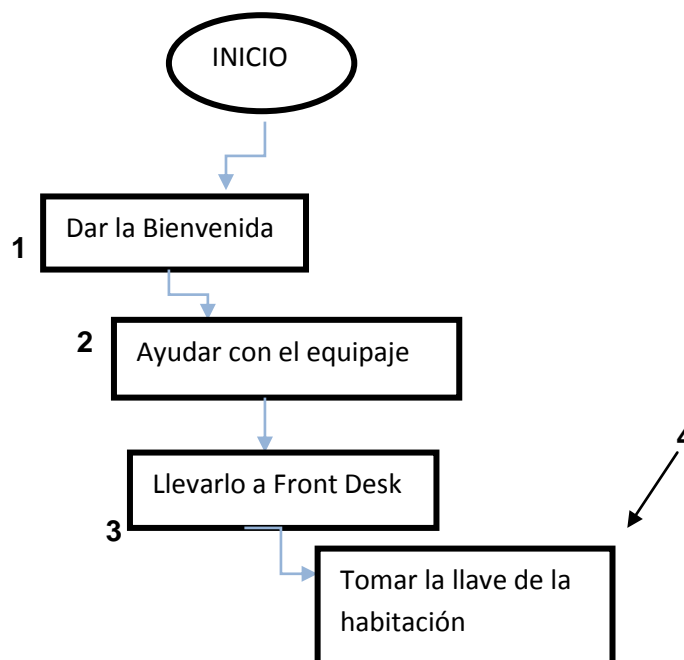 INICIO
Dar la Bienvenida
1
2
Ayudar con el equipaje
4
Llevarlo a Front Desk
3
Tomar la llave de la
habitación